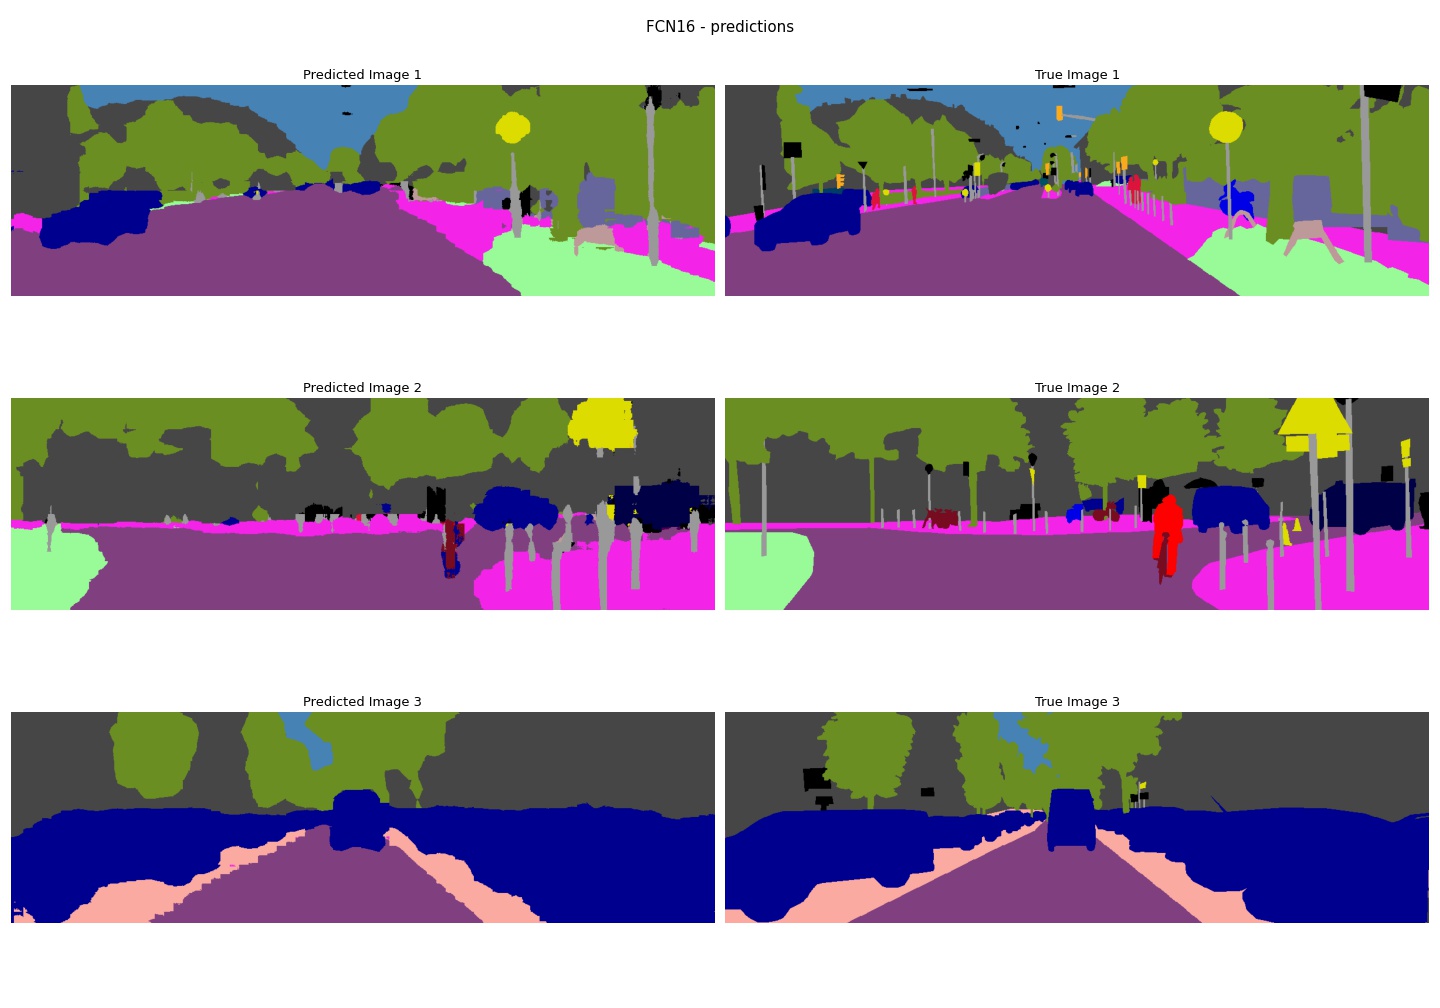 FCN16 - predictions
Predicted Image 1
True Image 1
Predicted Image 2
True Image 2
Predicted Image 3
True Image 3